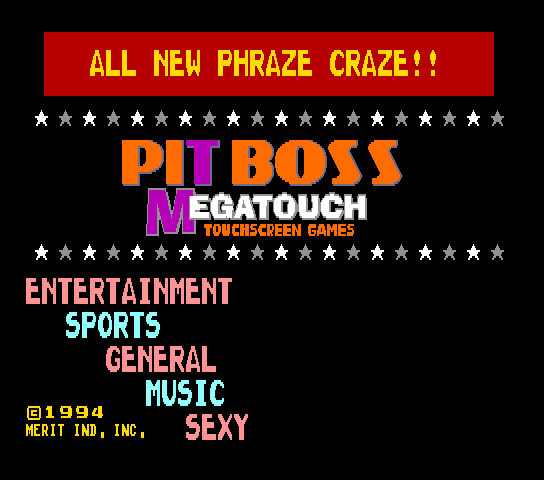 ALL NEW PHRAZE CRAZE!!
PIT BOSS
MEGATOUCH
TOUCHSCREEN GAMES
ENTERTAINMENT
SPORTS
GENERAL
MUSIC
©1994
MERIT IND, INC.
SEXY